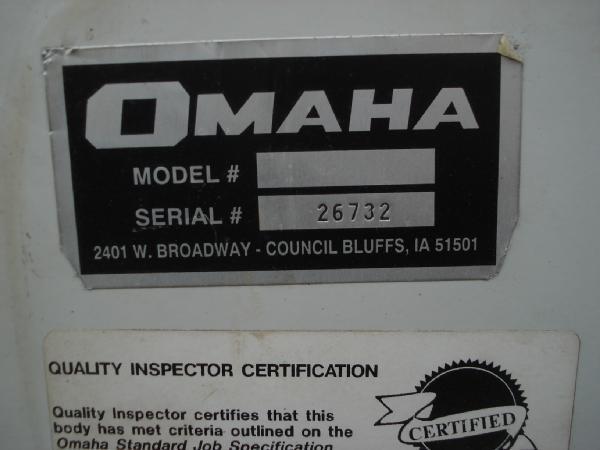 OMAHA
MODEL #
SERIAL # 26732
2401 W. BROADWAY - COUNCIL BLUFFS, IA 51501
QUALITY INSPECTOR CERTIFICATION
Quality Inspector certifies that this
body has met criteria outlined on the
Omaha Standard Job Specification
CERTIFIED